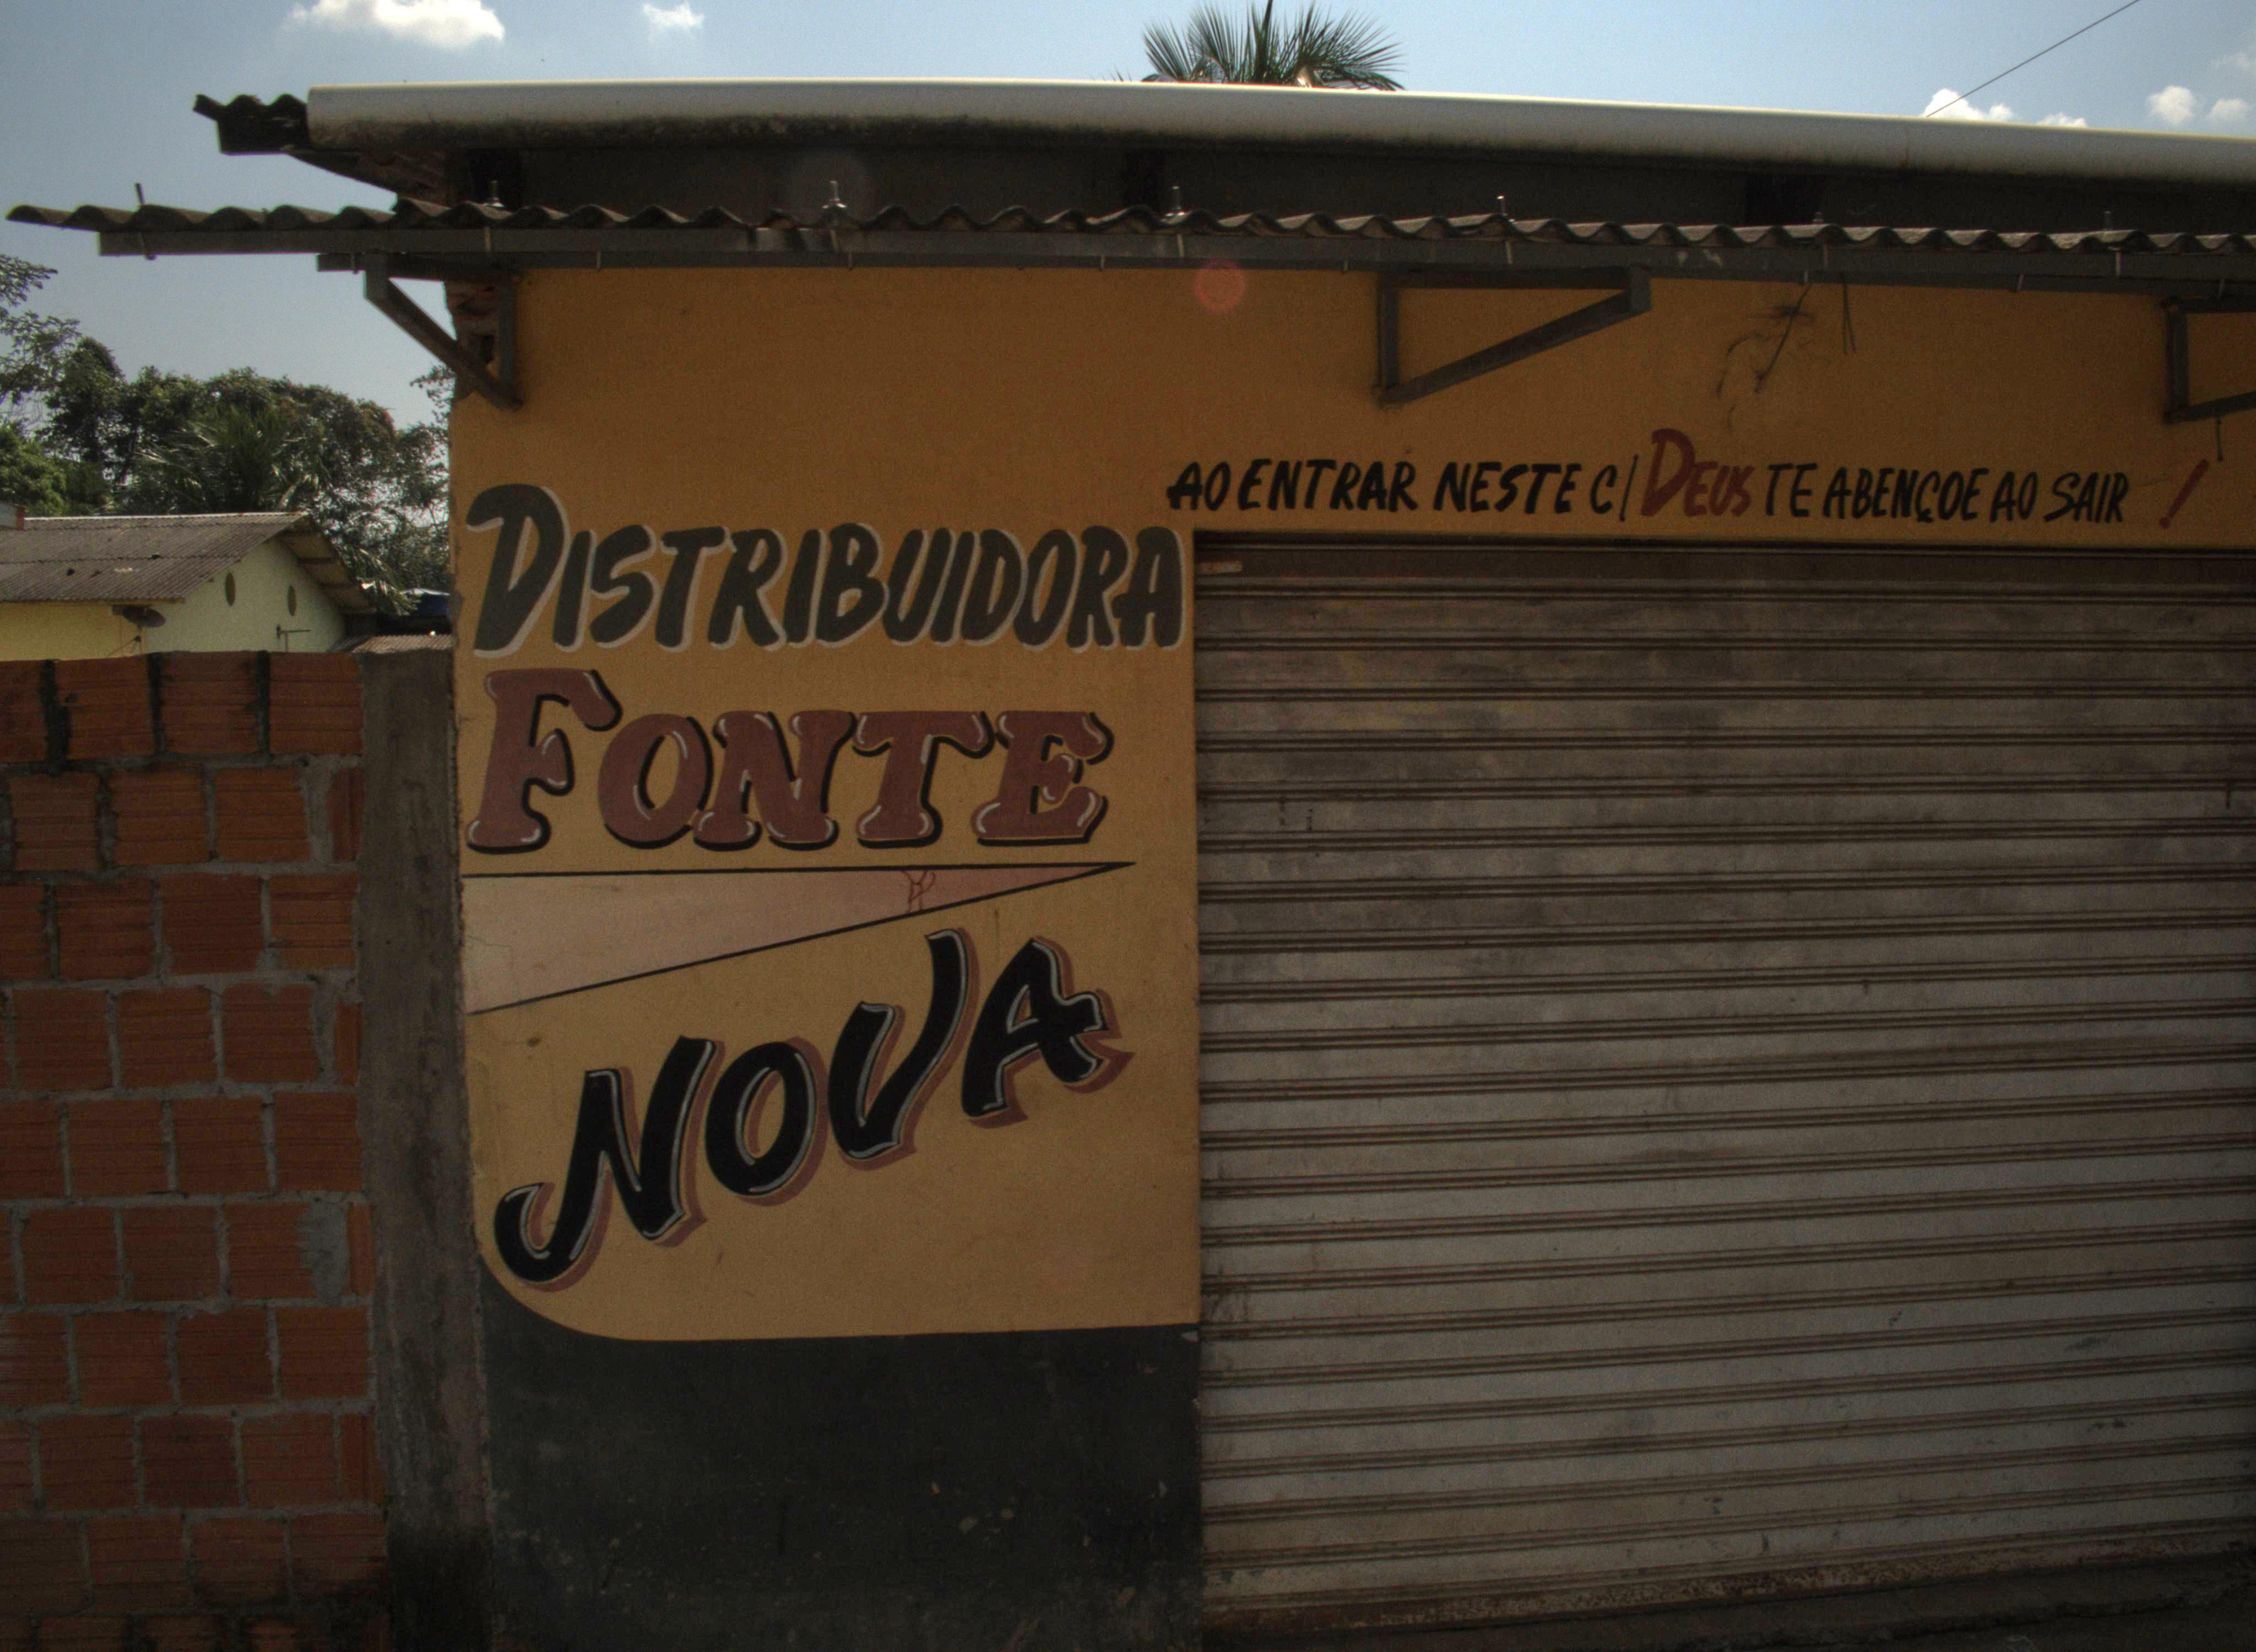 DISTRIBUIDORA
FONTE
NOVA
AO ENTRAR NESTE C/ DEUS TE ABENÇOE AO SAIR !